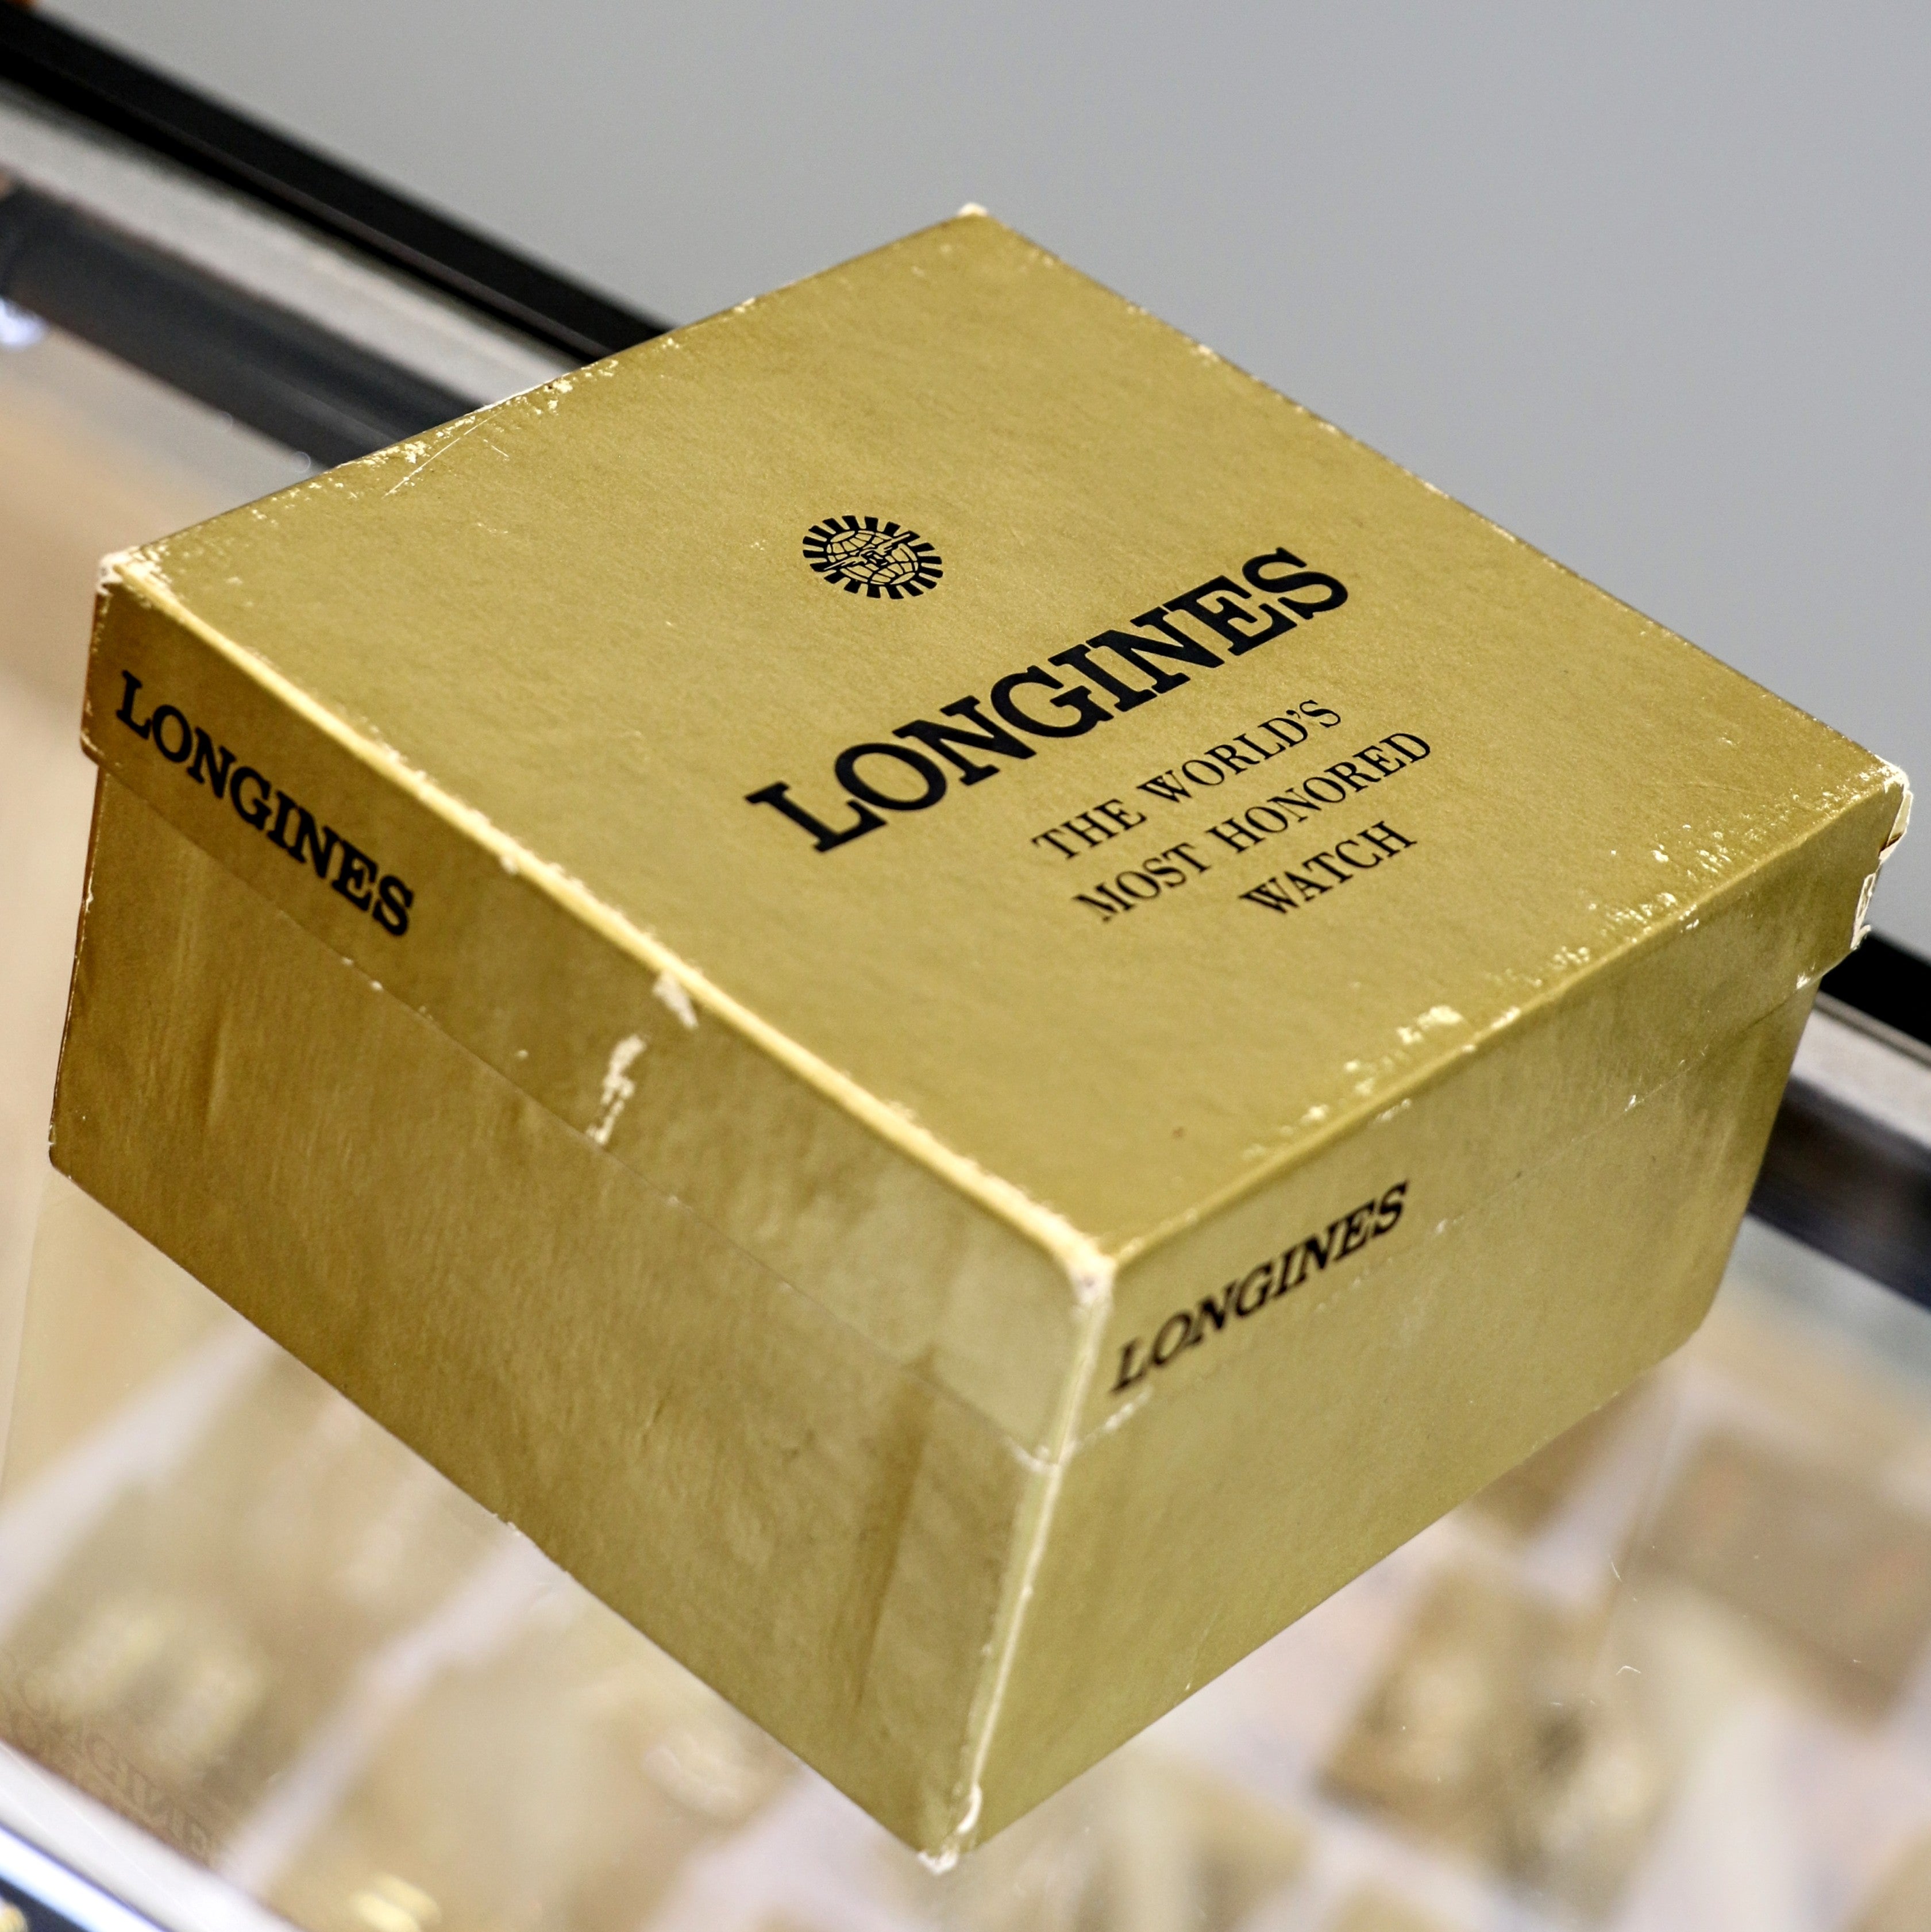 LONGINES
THE WORLD'S
MOST HONORED
WATCH
LONGINES
LONGINES